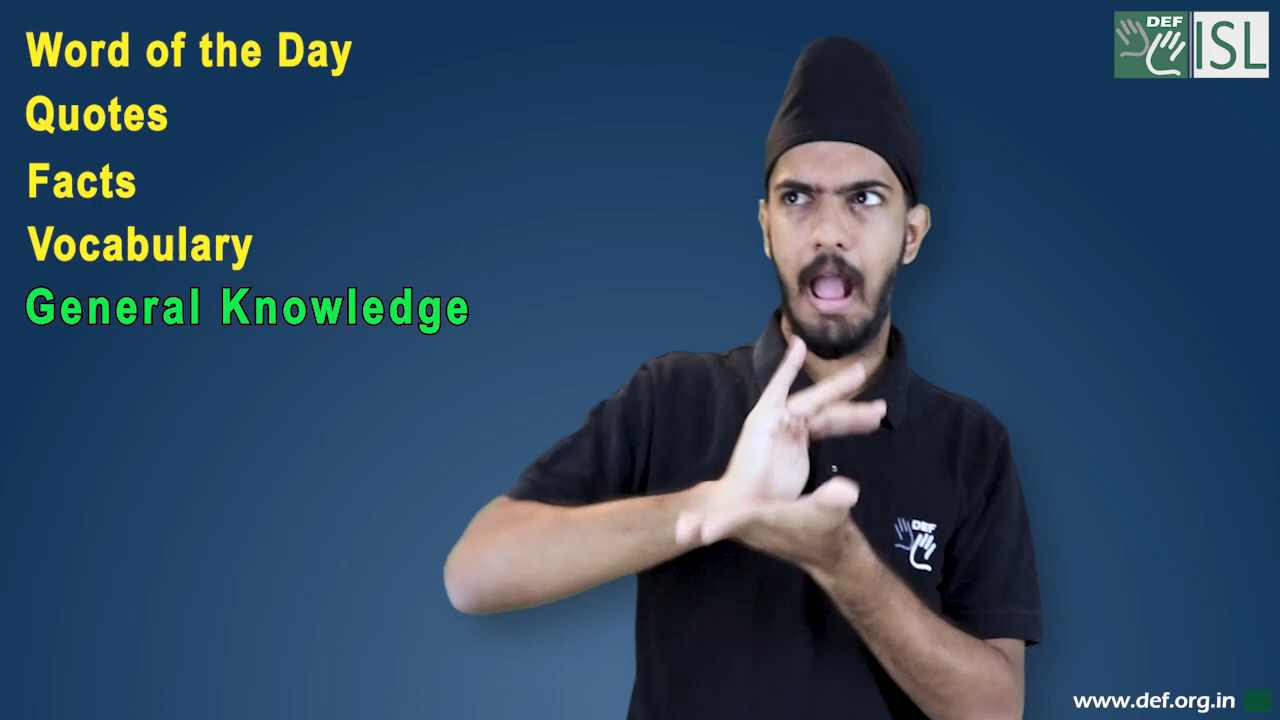 Word of the Day
Quotes
Facts
Vocabulary
General Knowledge
DEF
ISL
DEF
www.def.org.in